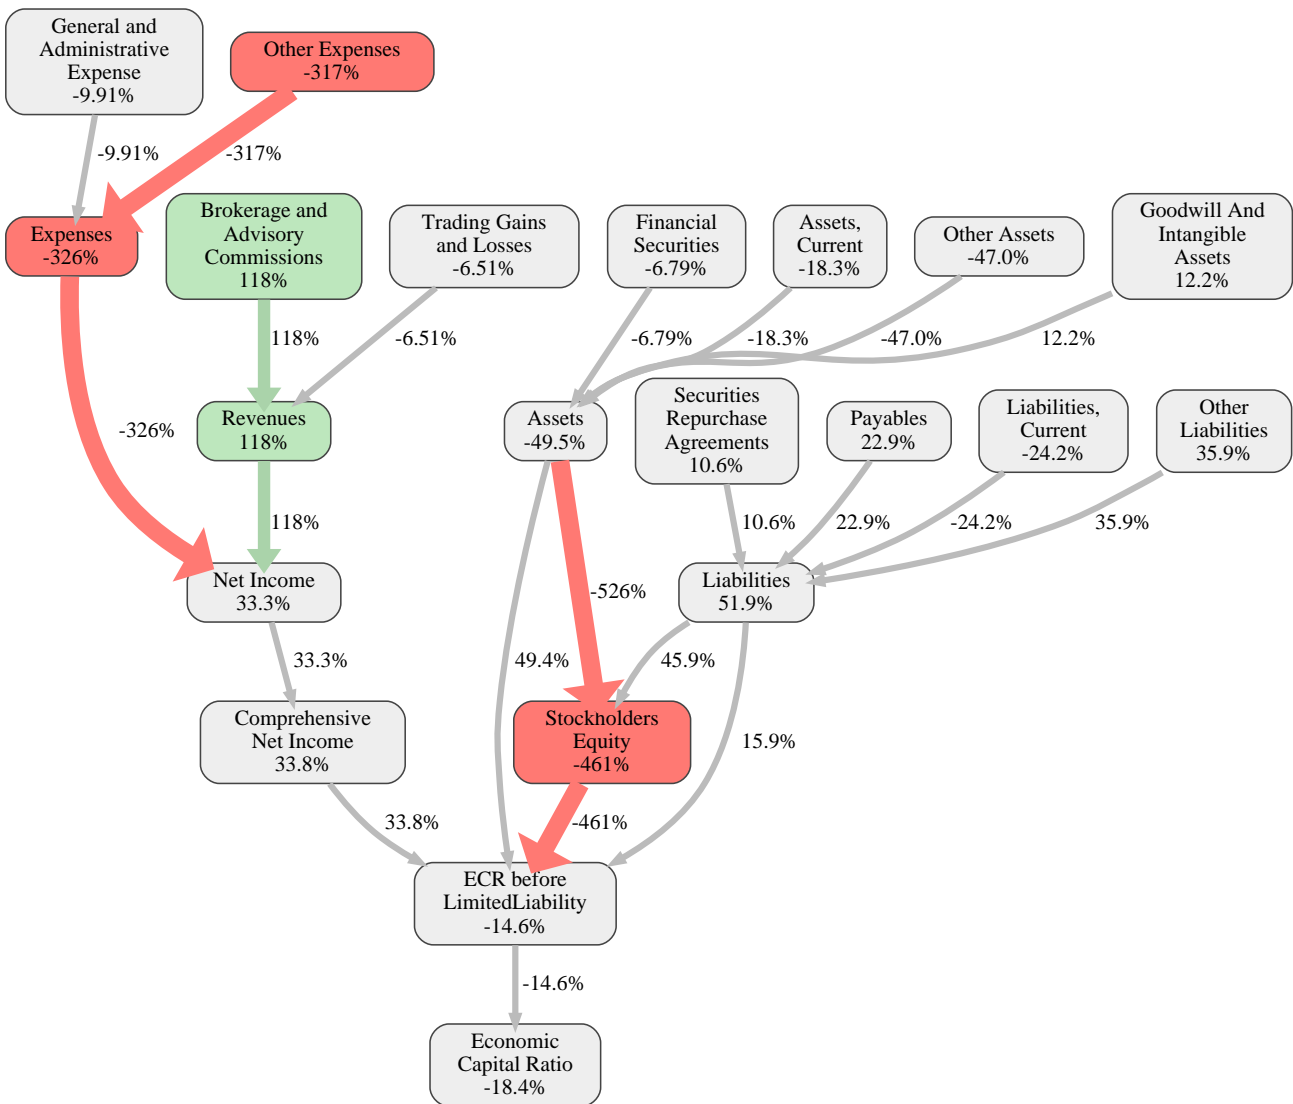 General and
Administrative
Expense
-9.91%
Other Expenses
-317%
-9.91%
-317%
Expenses
-326%
Brokerage and
Advisory
Commissions
118%
Trading Gains
and Losses
-6.51%
Financial
Securities
-6.79%
Assets,
Current
-18.3%
Other Assets
-47.0%
Goodwill And
Intangible
Assets
12.2%
118%
-6.51%
-6.79%
-18.3%
-47.0%
12.2%
-326%
Revenues
118%
Assets
-49.5%
Securities
Repurchase
Agreements
10.6%
Payables
22.9%
Liabilities,
Current
-24.2%
Other
Liabilities
35.9%
118%
10.6%
22.9%
-24.2%
35.9%
Net Income
33.3%
-526%
Liabilities
51.9%
33.3%
49.4%
45.9%
15.9%
Comprehensive
Net Income
33.8%
Stockholders
Equity
-461%
33.8%
-461%
ECR before
LimitedLiability
-14.6%
-14.6%
Economic
Capital Ratio
-18.4%